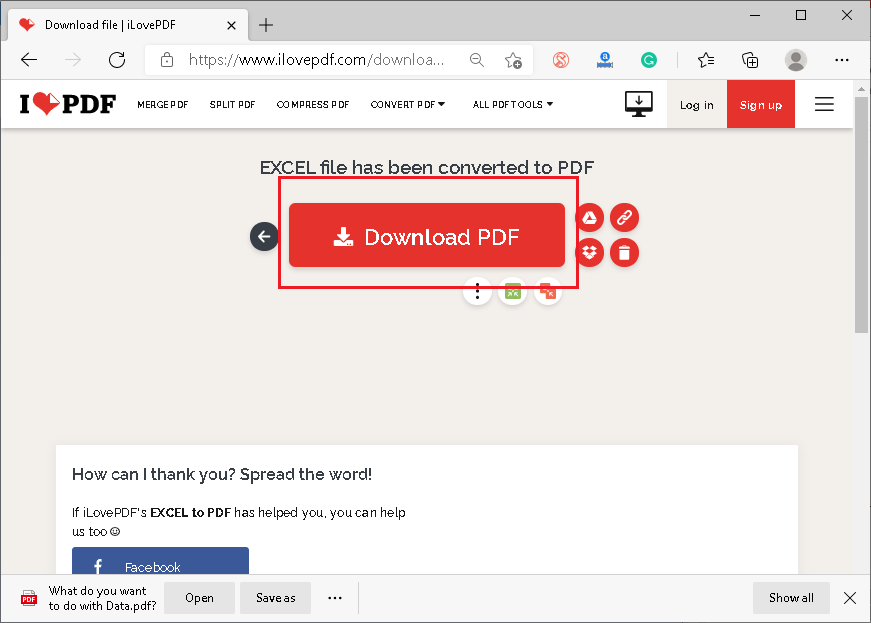 Download file | iLovePDF
https://www.ilovepdf.com/downloa...
I PDF
MERGE PDF SPLIT PDF COMPRESS PDF CONVERT PDF ALL PDF TOOLS Log in Sign up
EXCEL file has been converted to PDF
Download PDF
How can I thank you? Spread the word!
If iLovePDF's EXCEL to PDF has helped you, you can help
us too
Facebook
What do you want
to do with Data.pdf?
Open Save as Show all
PDF